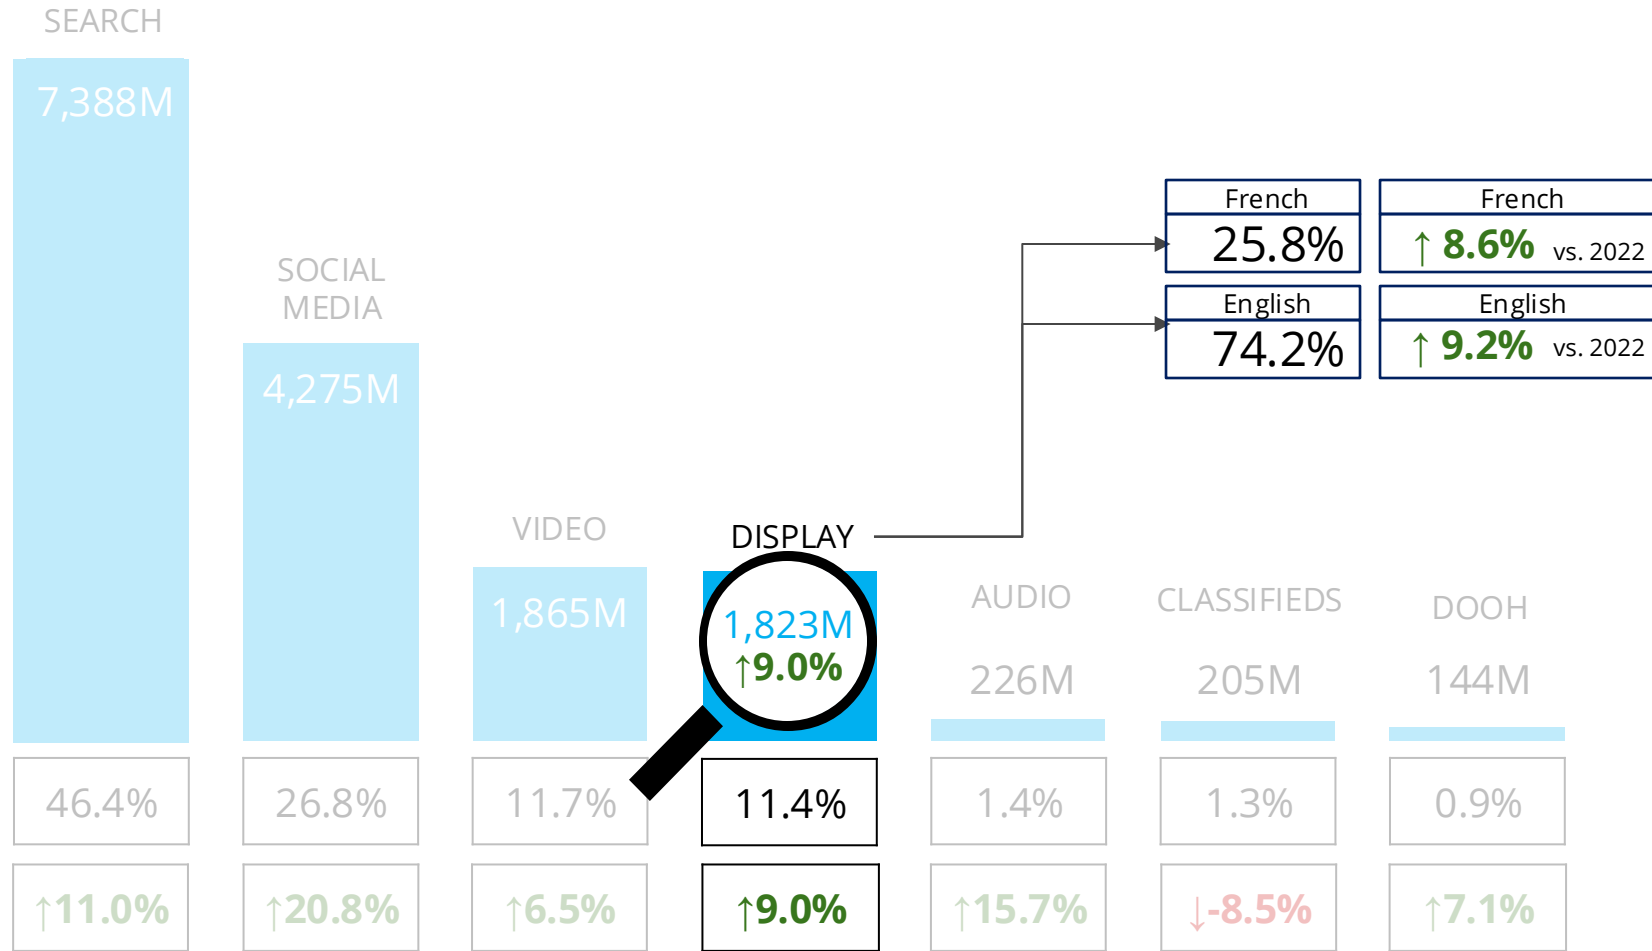 SEARCH
7,388M
SOCIAL
MEDIA
4,275M
VIDEO
1,865M
DISPLAY
1,823M
↑9.0%
AUDIO
226M
CLASSIFIEDS
205M
DOOH
144M
French
25.8%
French
↑ 8.6% vs. 2022
English
74.2%
English
↑ 9.2% vs. 2022
46.4% 26.8% 11.7% 11.4% 1.4% 1.3% 0.9%
↑11.0% ↑20.8% ↑6.5% ↑9.0% ↑15.7% ↓-8.5% ↑7.1%